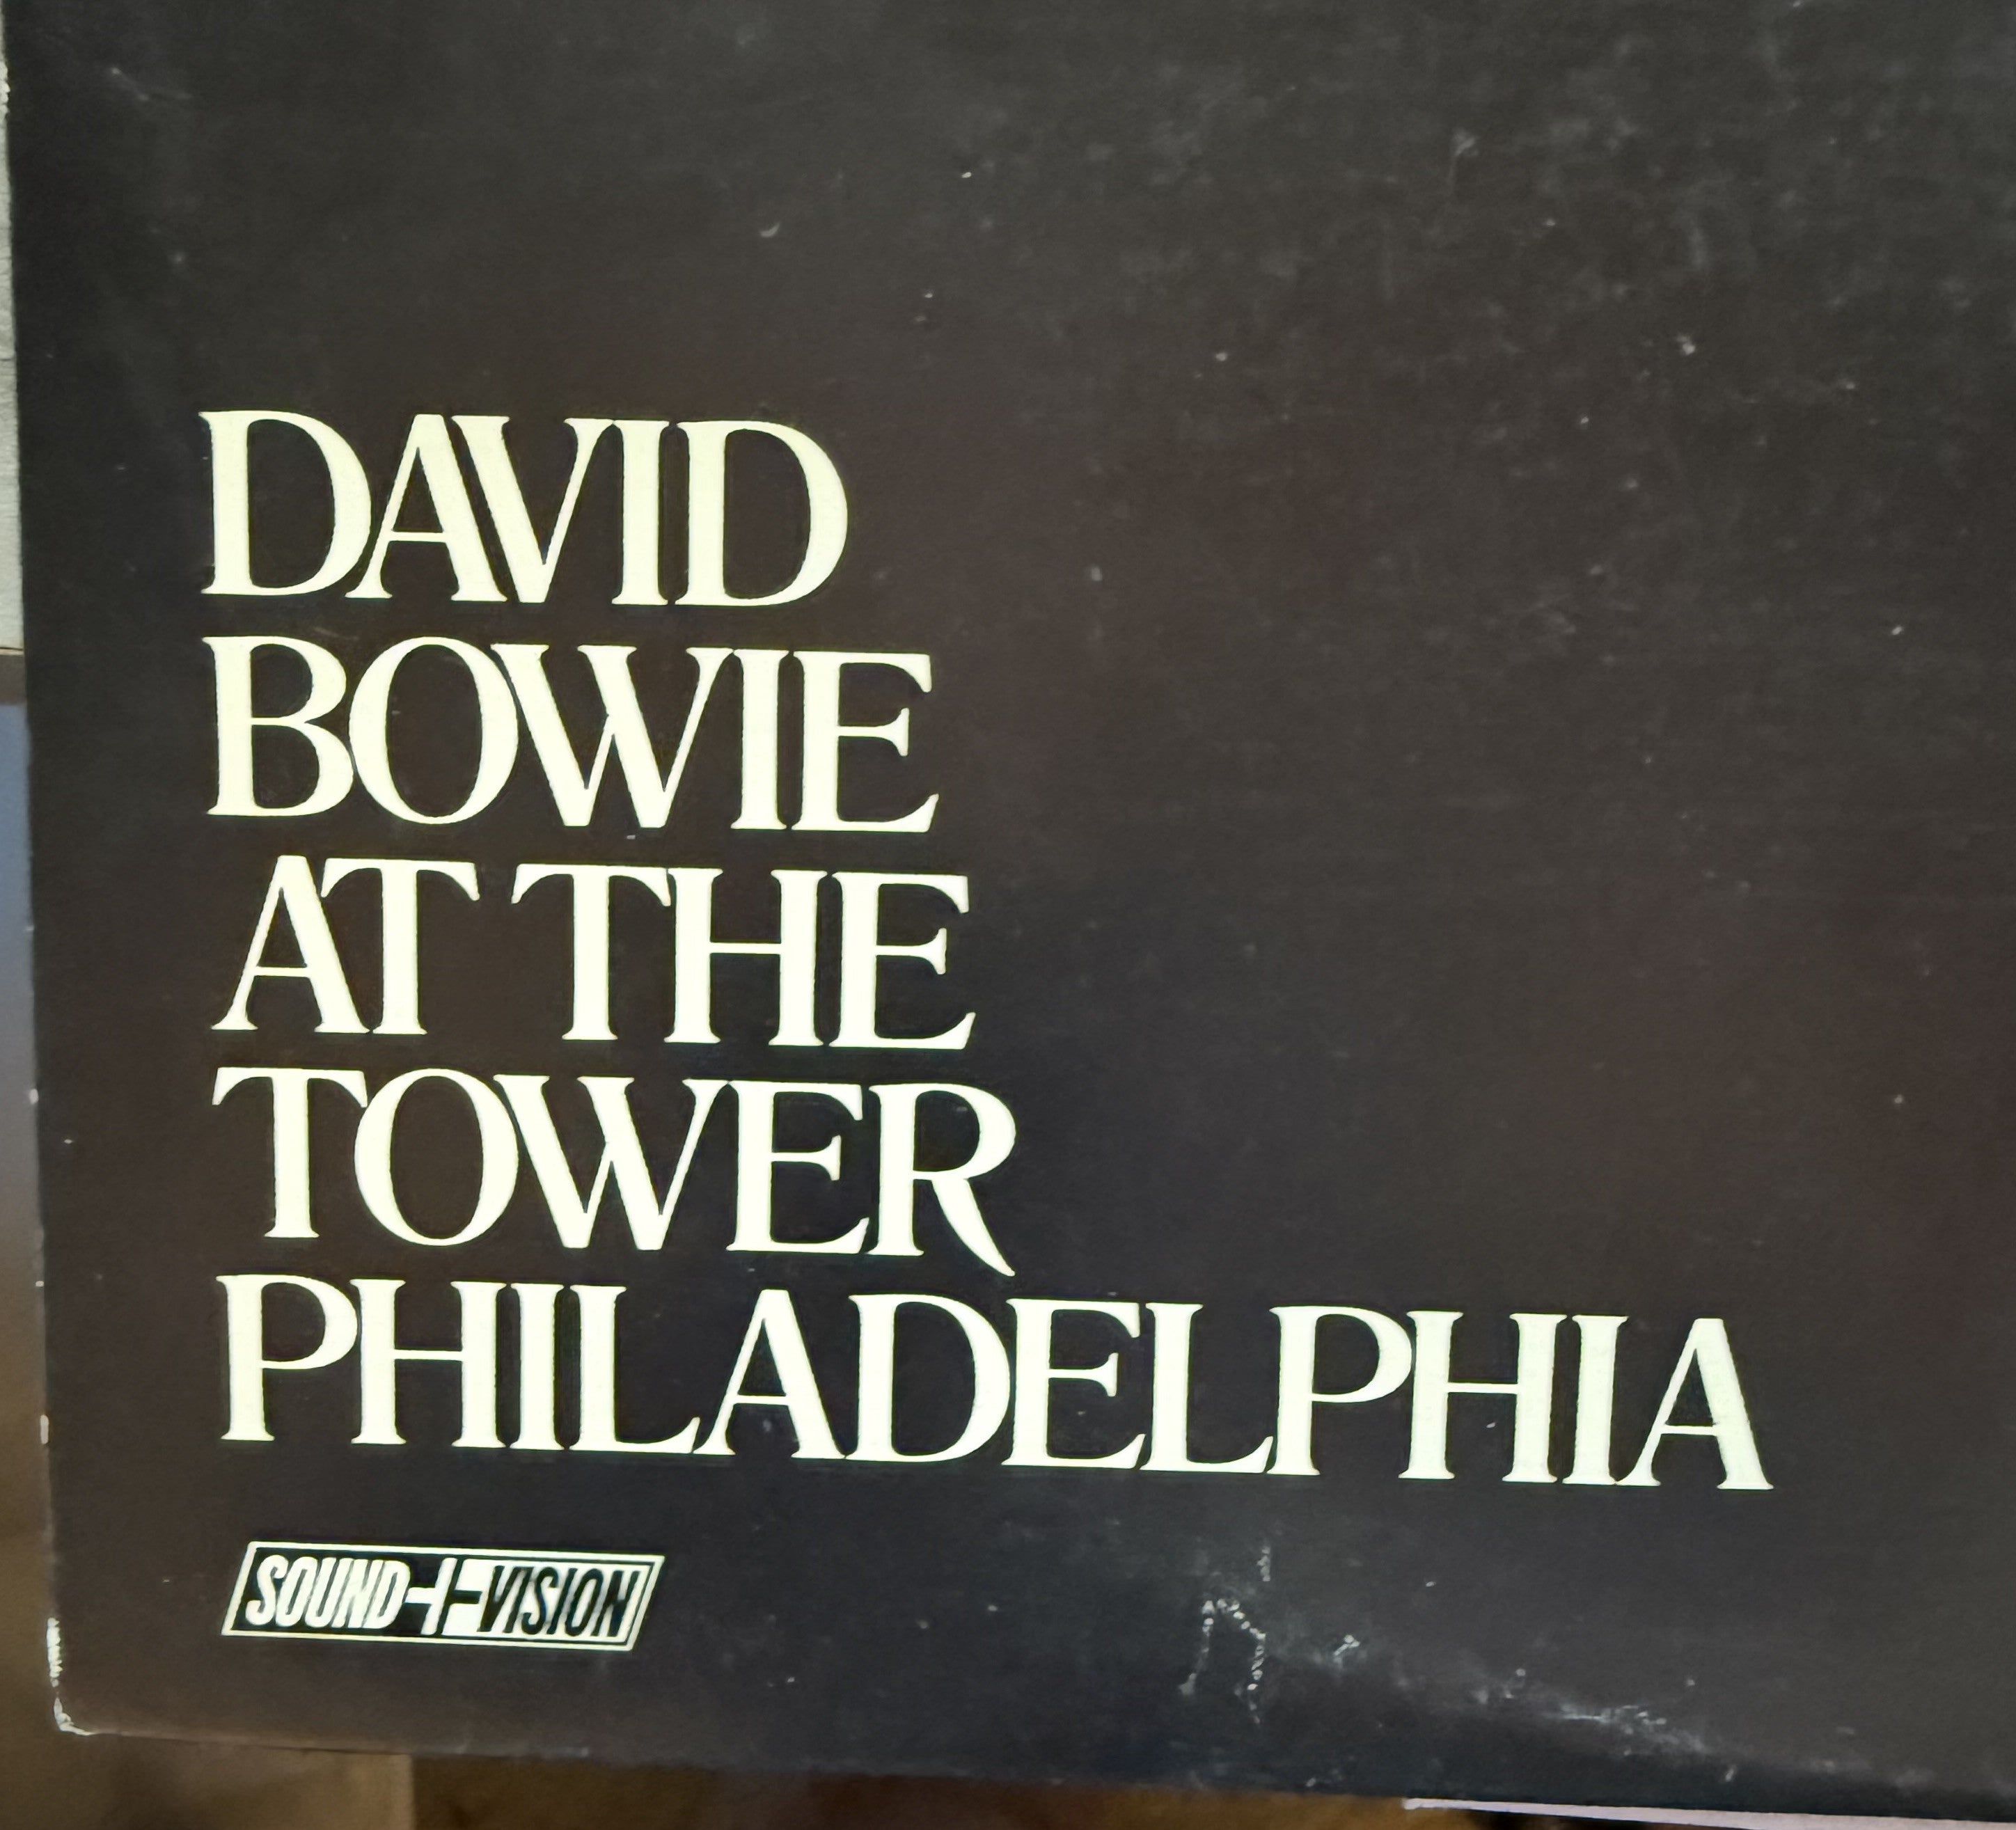 DAVID
BOWIE
AT THE
TOWER
PHILADELPHIA
SOUND+VISION